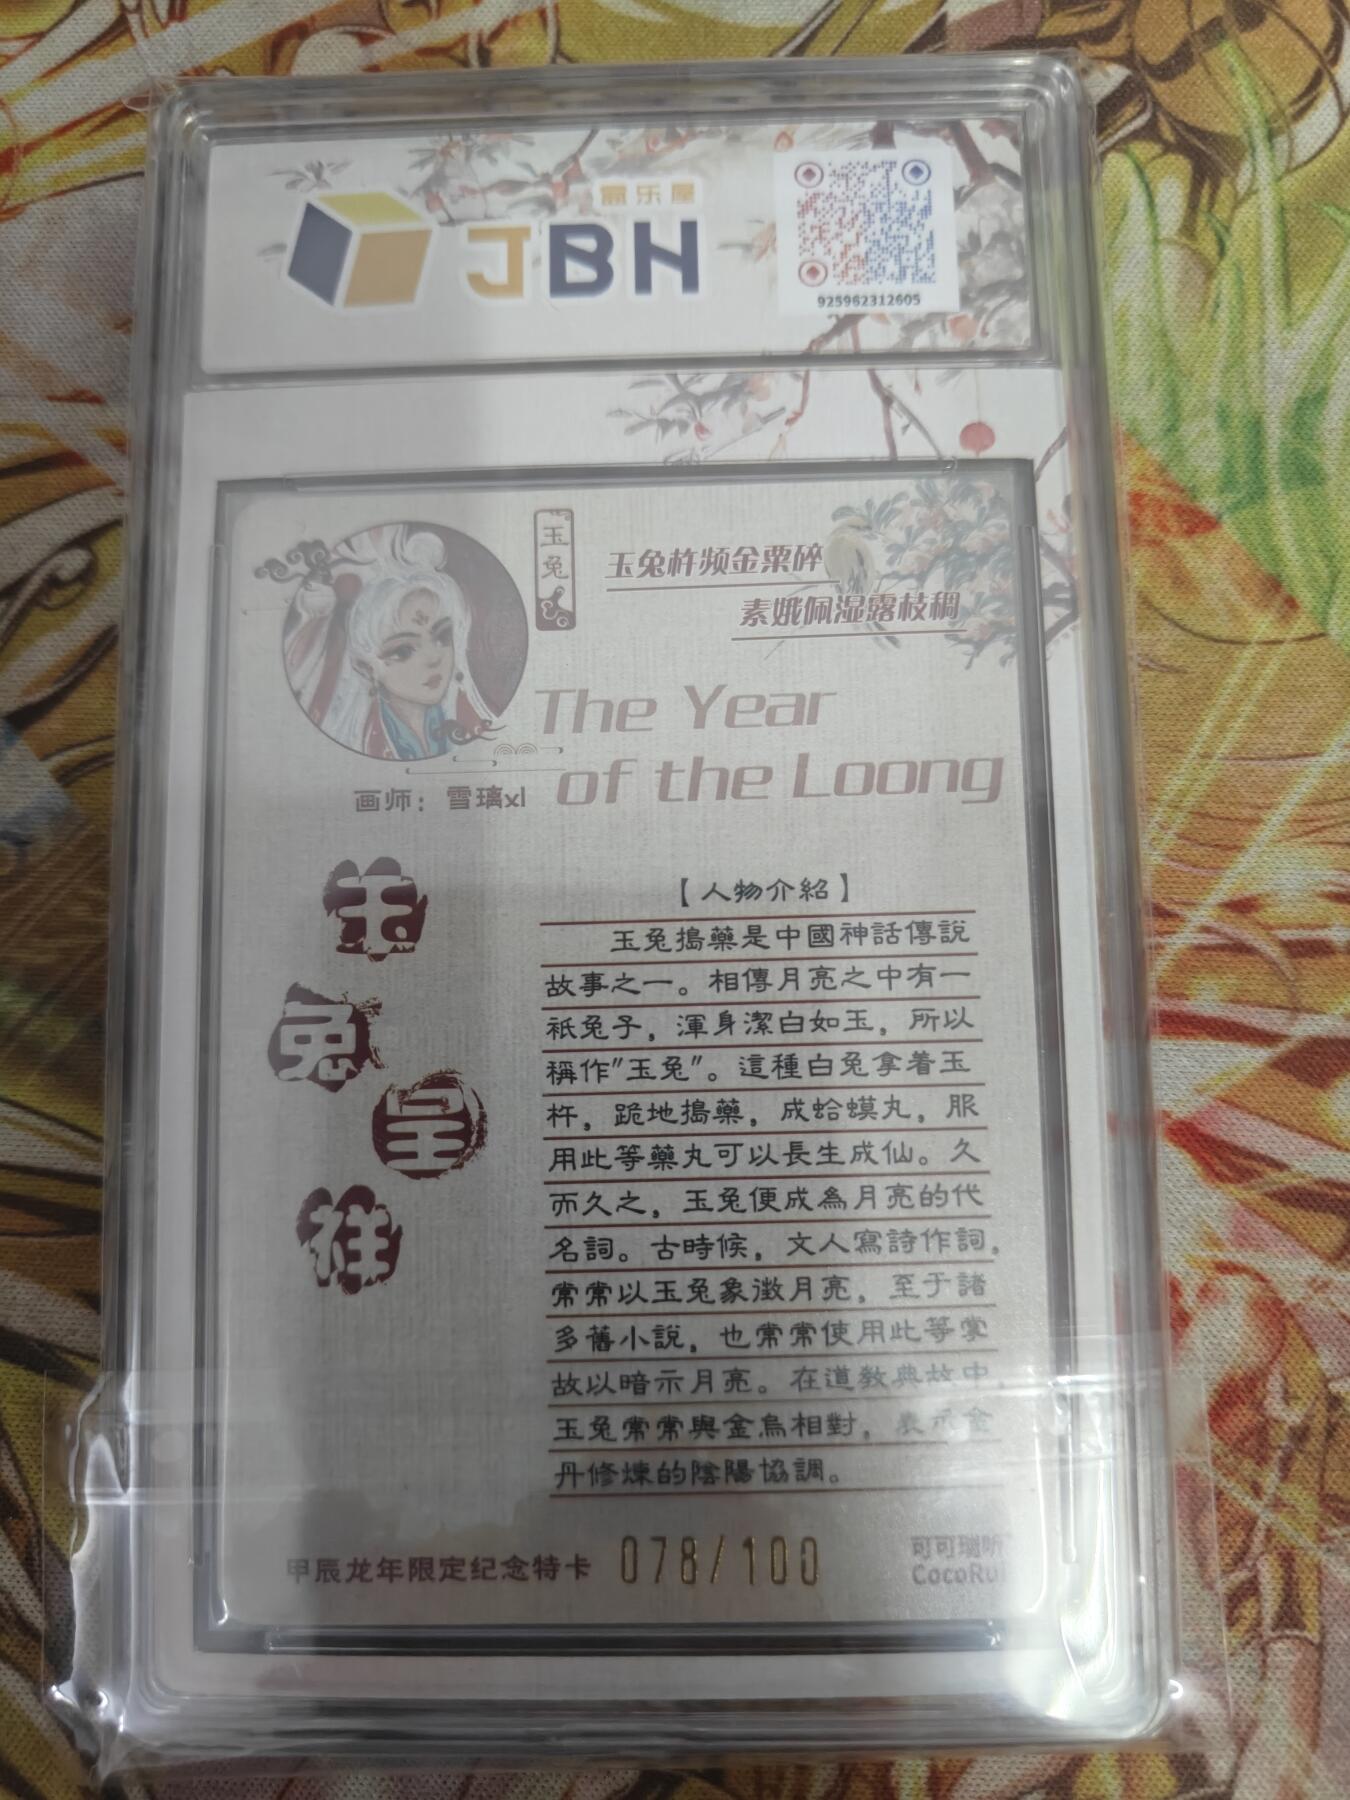 富乐屋
JBH
925962312605
玉兔
玉兔杵频金粟碎
素娥佩湿露枝稠
The Year
of the Loong
画师：雪璃xl
玉
兔
呈
祥
【人物介紹】
玉兔搗藥是中國神話傳說
故事之一。相傳月亮之中有一
祇兔子，渾身潔白如玉，所以
稱作"玉兔"。這種白兔拿着玉
杵，跪地搗藥，成蛤蟆丸，服
用此等藥丸可以長生成仙。久
而久之，玉兔便成為月亮的代
名詞。古時候，文人寫詩作詞，
常常以玉兔象徵月亮，至于諸
多舊小說，也常常使用此等掌
故以暗示月亮。在道教典故中，
玉兔常常與金烏相對，表示金
丹修煉的陰陽協調。
甲辰龙年限定纪念特卡
078/100
可可瑞昕
CocoRui